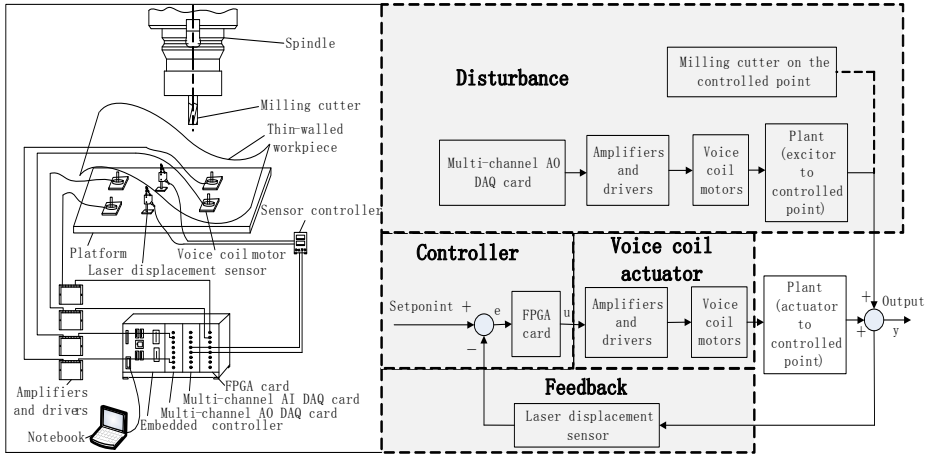 Spindle
Milling cutter
Thin-walled
workpiece
Sensor controller
Platform
Voice coil motor
Laser displacement sensor
FPGA card
Multi-channel AI DAQ card
Multi-channel AO DAQ card
Embedded controller
Amplifiers
and drivers
Notebook
Disturbance
Milling cutter on the
controlled point
Multi-channel AO
DAQ card
Amplifiers
and
drivers
Voice
coil
motors
Plant
(excitor
to
controlled
point)
Controller
Voice coil
actuator
Setpoint
+
−
e
FPGA
card
u
Amplifiers
and
drivers
Voice
coil
motors
Plant
(actuator
to
controlled
point)
+
+
Output
y
Feedback
Laser displacement
sensor